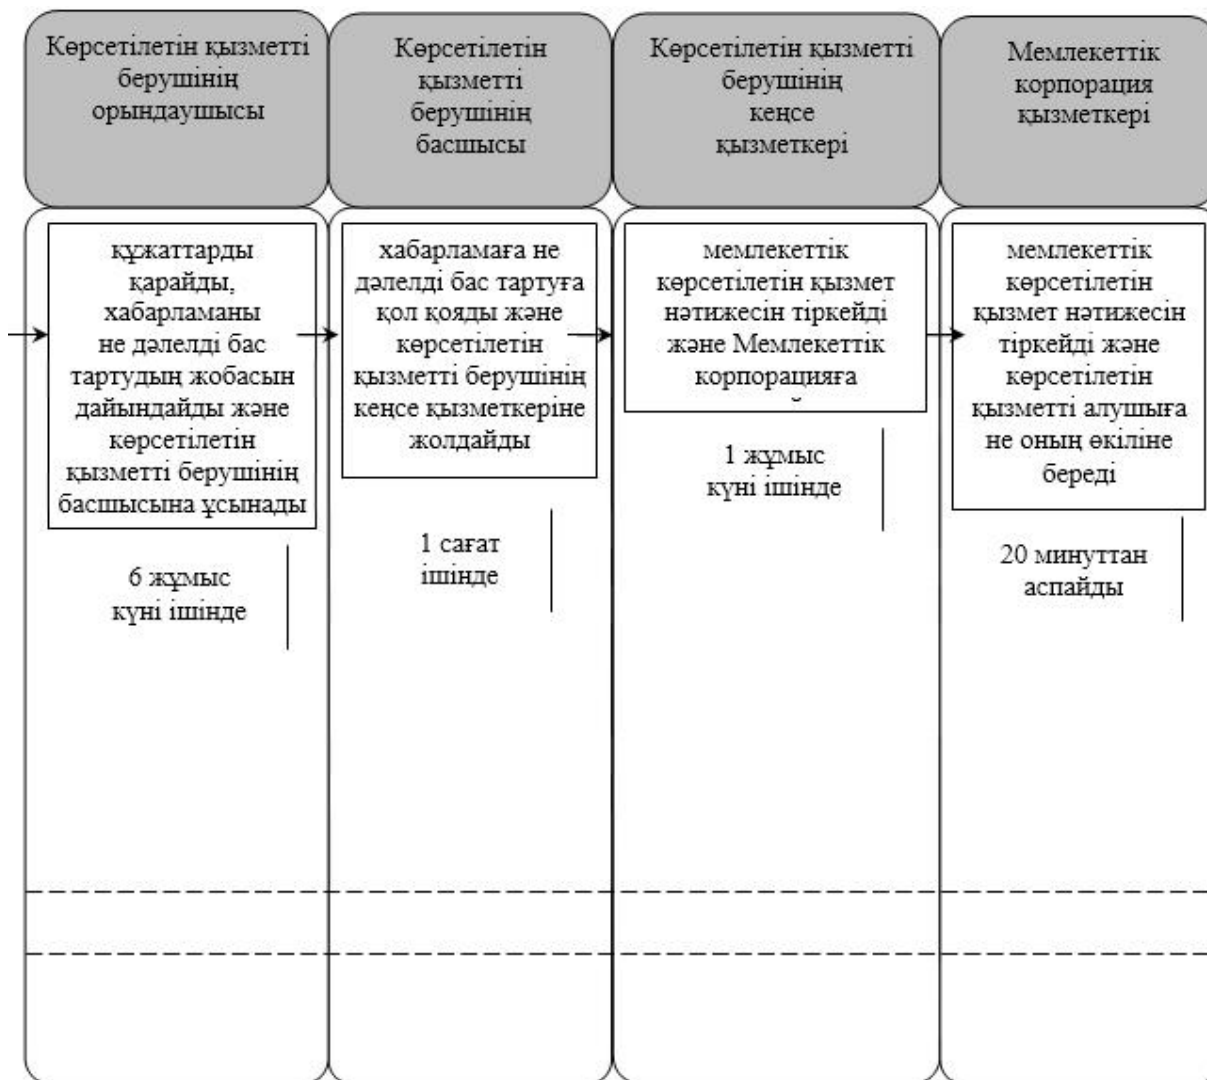 Көрсетілетін қызметті
берушінің
орындаушысы
Көрсетілетін
қызметті
берушінің
басшысы
Көрсетілетін қызметті
берушінің
кеңсе
қызметкері
Мемлекеттік
корпорация
қызметкері
құжаттарды
қарайды,
хабарламаны
не дәлелді бас
тартудың жобасын
дайындайды және
көрсетілетін
қызметті берушінің
басшысына ұсынады
6 жұмыс
күні ішінде
хабарламаға не
дәлелді бас тартуға
қол қояды және
көрсетілетін
қызметті берушінің
кеңсе қызметкеріне
жолдайды
1 сағат
ішінде
мемлекеттік
көрсетілетін қызмет
нәтижесін тіркейді
және Мемлекеттік
корпорацияға
1 жұмыс
күні ішінде
мемлекеттік
көрсетілетін
қызмет нәтижесін
тіркейді және
көрсетілетін
қызметті алушыға
не оның өкіліне
береді
20 минуттан
аспайды